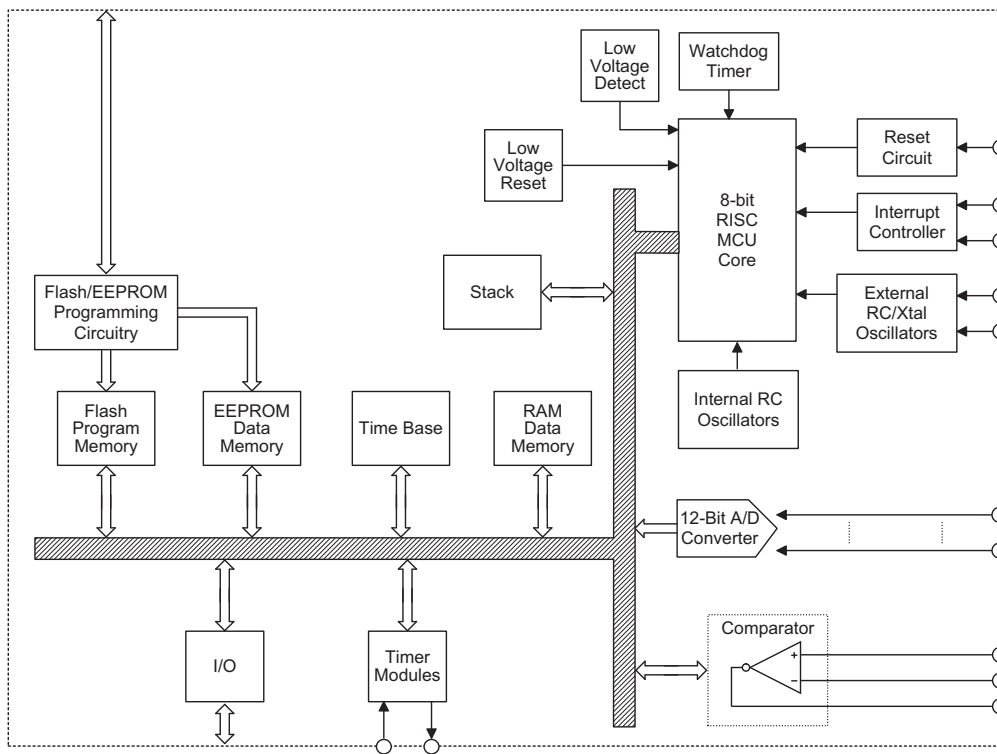 Low
Voltage
Detect
Watchdog
Timer
Low
Voltage
Reset
8-bit
RISC
MCU
Core
Reset
Circuit
Interrupt
Controller
External
RC/Xtal
Oscillators
Stack
Flash/EEPROM
Programming
Circuitry
Flash
Program
Memory
EEPROM
Data
Memory
Time Base
RAM
Data
Memory
Internal RC
Oscillators
12-Bit A/D
Converter
I/O
Timer
Modules
Comparator
+
−